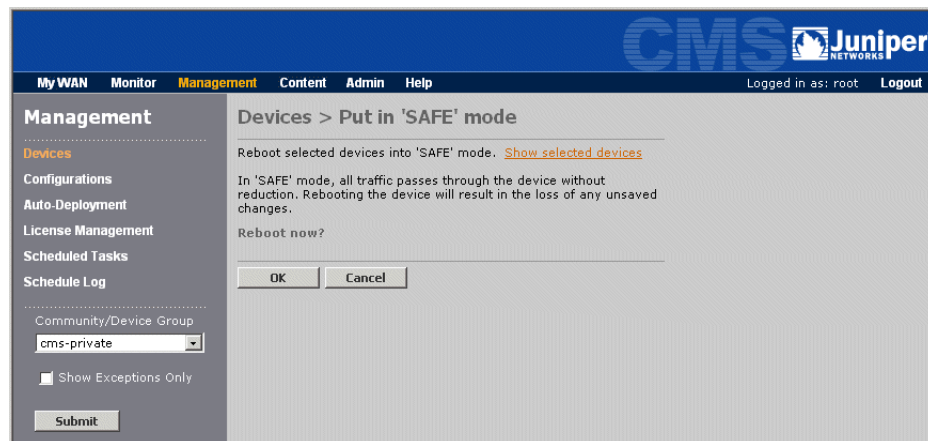 CMS
Juniper
NETWORKS
My WAN Monitor Management Content Admin Help
Logged in as: root Logout
Management
Devices
Configurations
Auto-Deployment
License Management
Scheduled Tasks
Schedule Log
Community/Device Group
cms-private
Show Exceptions Only
Submit
Devices > Put in 'SAFE' mode
Reboot selected devices into 'SAFE' mode. Show selected devices
In 'SAFE' mode, all traffic passes through the device without
reduction. Rebooting the device will result in the loss of any unsaved
changes.
Reboot now?
OK Cancel